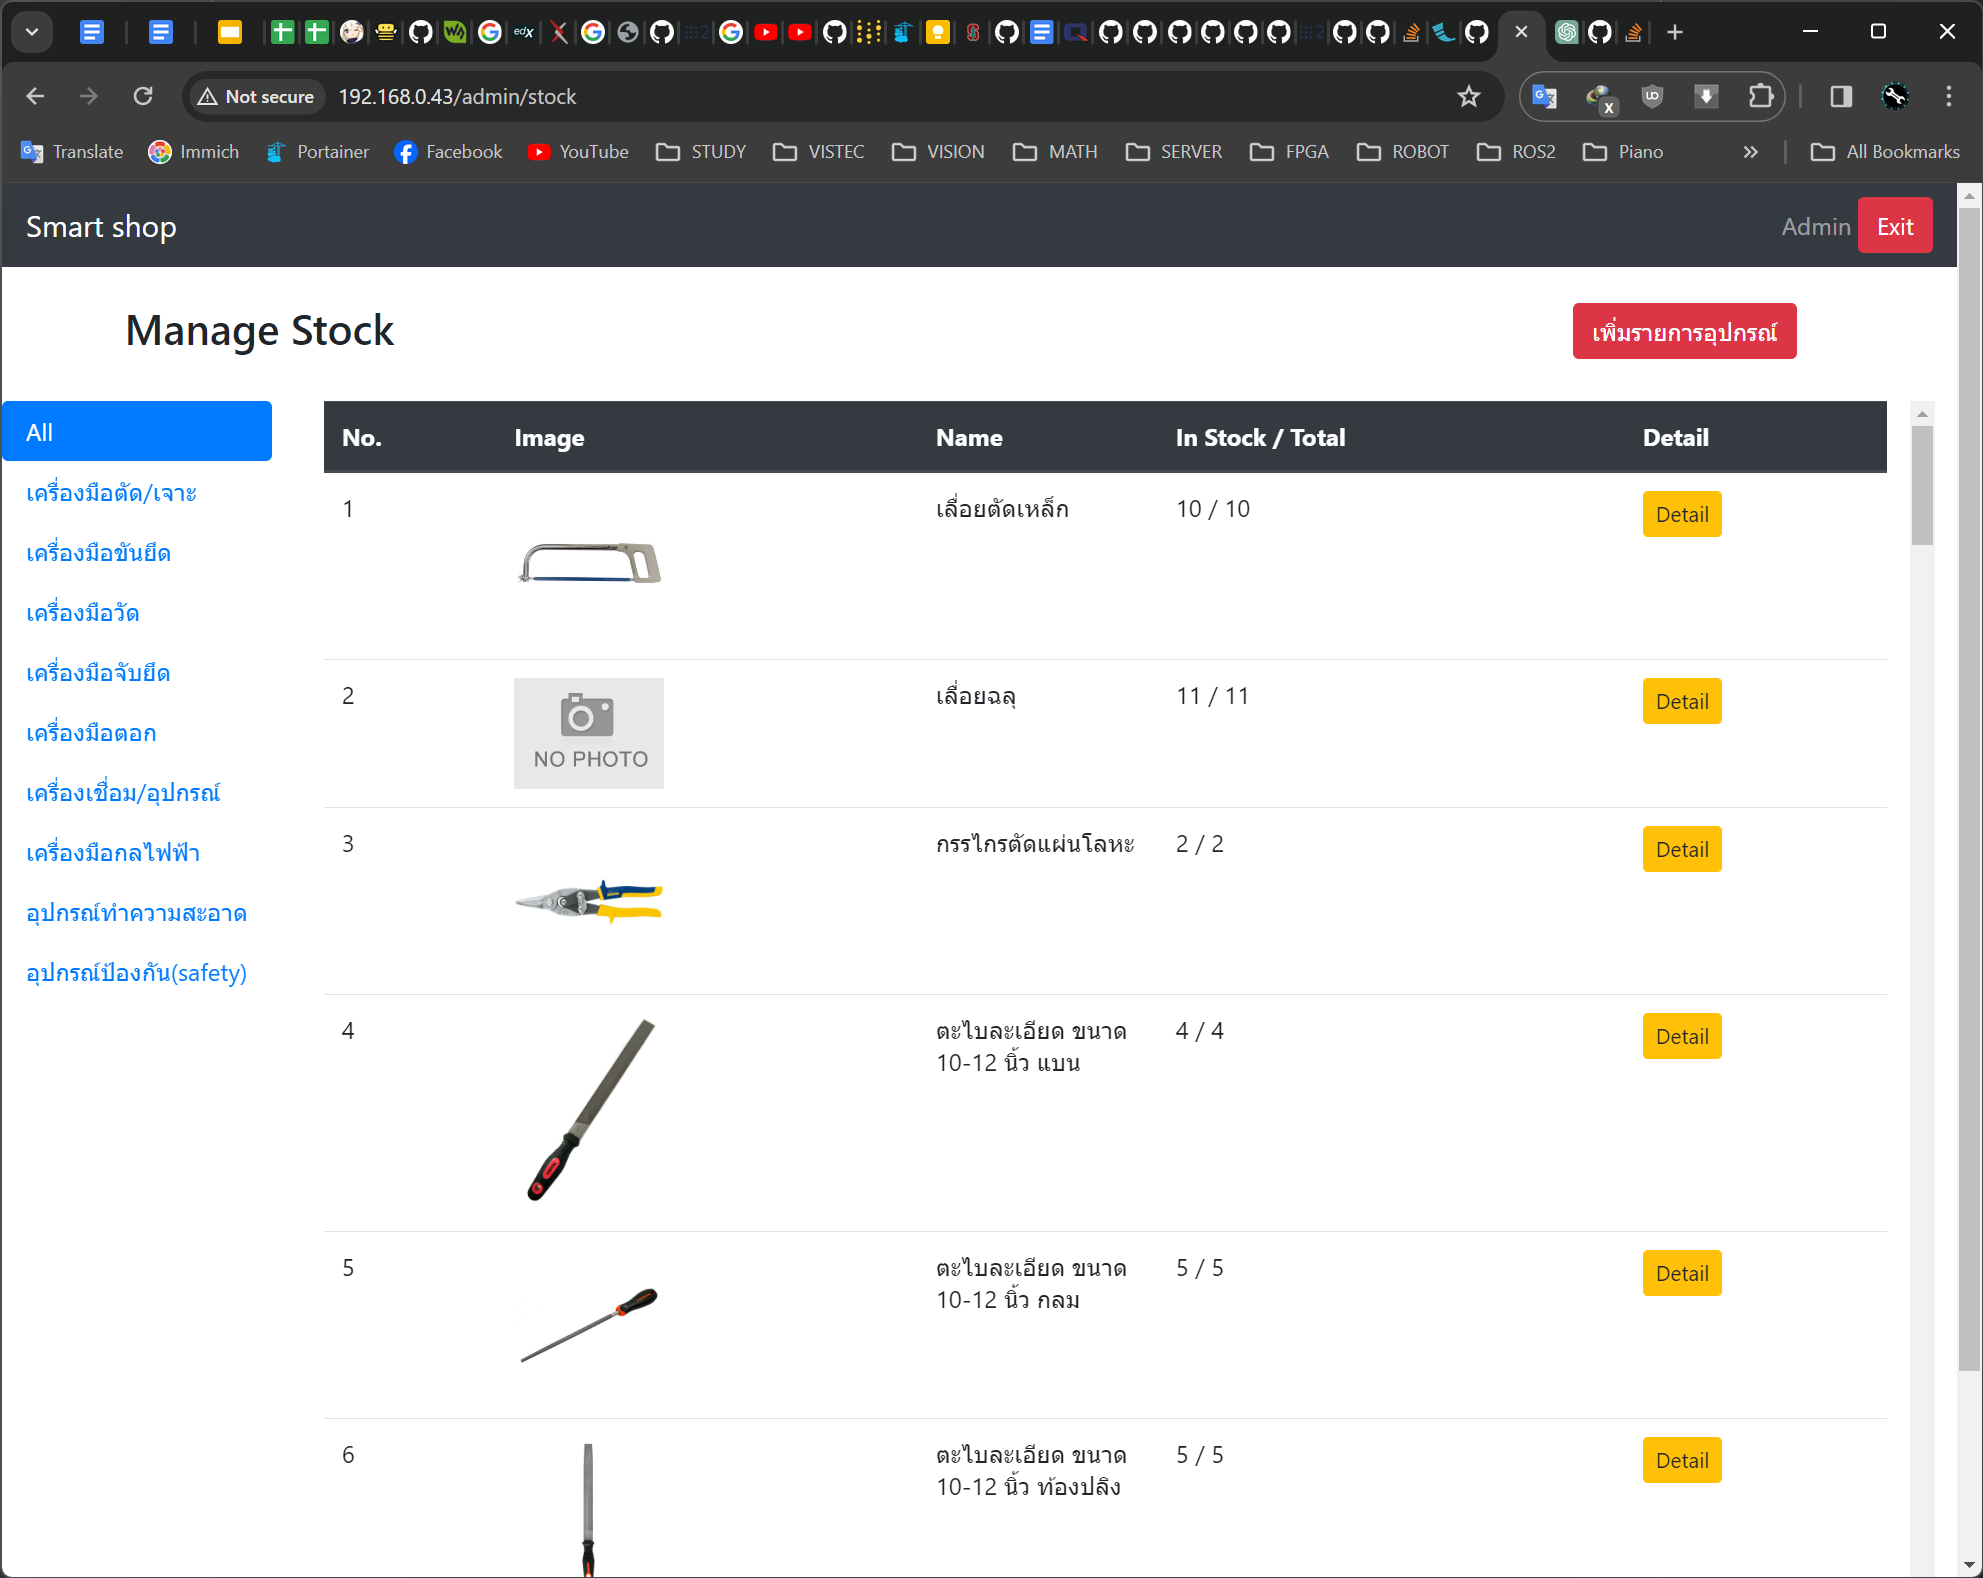 Not secure
192.168.0.43/admin/stock
Translate
Immich
Portainer
Facebook
YouTube
STUDY
VISTEC
VISION
MATH
SERVER
FPGA
ROBOT
ROS2
Piano
All Bookmarks
Smart shop
Admin
Exit
Manage Stock
เพิ่มรายการอุปกรณ์
All
เครื่องมือตัด/เจาะ
เครื่องมือขันยึด
เครื่องมือวัด
เครื่องมือจับยึด
เครื่องมือตอก
เครื่องเชื่อม/อุปกรณ์
เครื่องมือกลไฟฟ้า
อุปกรณ์ทำความสะอาด
อุปกรณ์ป้องกัน(safety)
No. Image Name In Stock / Total Detail
1 เลื่อยตัดเหล็ก 10 / 10 Detail
2 เลื่อยฉลุ 11 / 11 Detail
NO PHOTO
3 กรรไกรตัดแผ่นโลหะ 2 / 2 Detail
4 ตะไบละเอียด ขนาด 4 / 4 Detail
10-12 นิ้ว แบน
5 ตะไบละเอียด ขนาด 5 / 5 Detail
10-12 นิ้ว กลม
6 ตะไบละเอียด ขนาด 5 / 5 Detail
10-12 นิ้ว ท้องปลิง